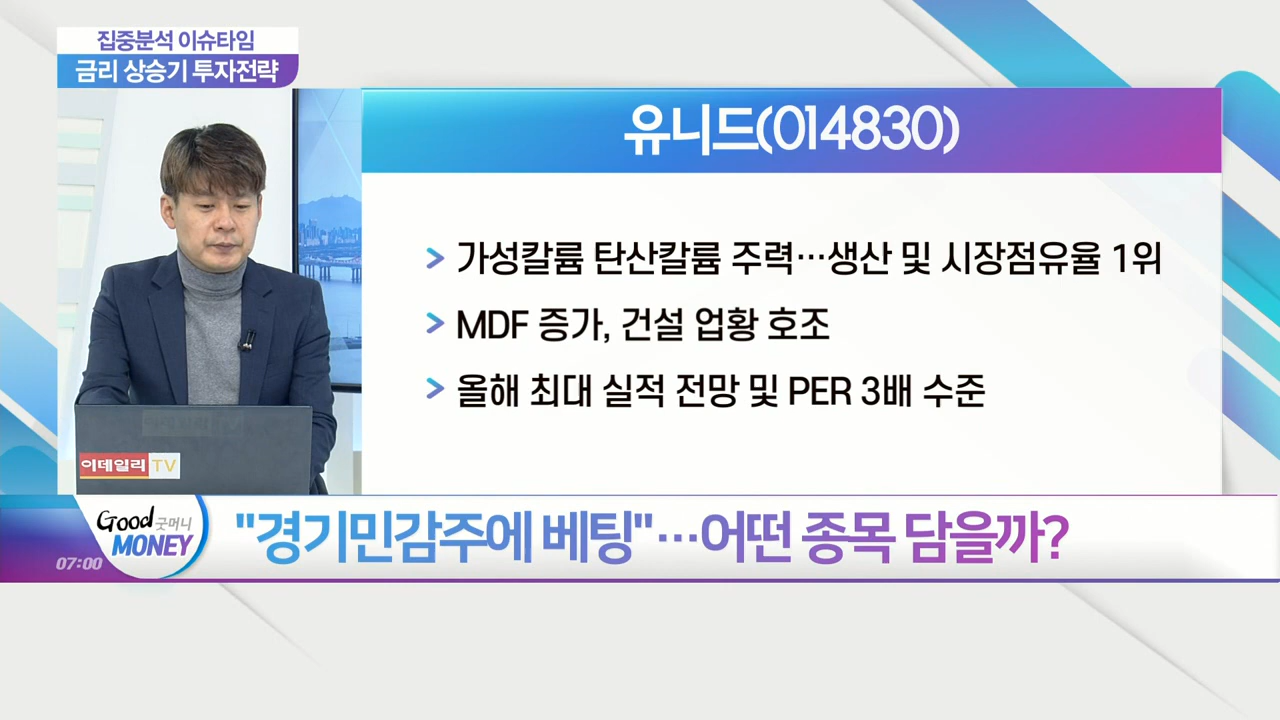 집중분석 이슈타임
금리 상승기 투자전략
유니드(014830)
> 가성칼륨 탄산칼륨 주력…생산 및 시장점유율 1위
> MDF 증가, 건설 업황 호조
> 올해 최대 실적 전망 및 PER 3배 수준
이데일리 TV
Good 굿머니
MONEY
07:00
"경기민감주에 베팅"…어떤 종목 담을까?